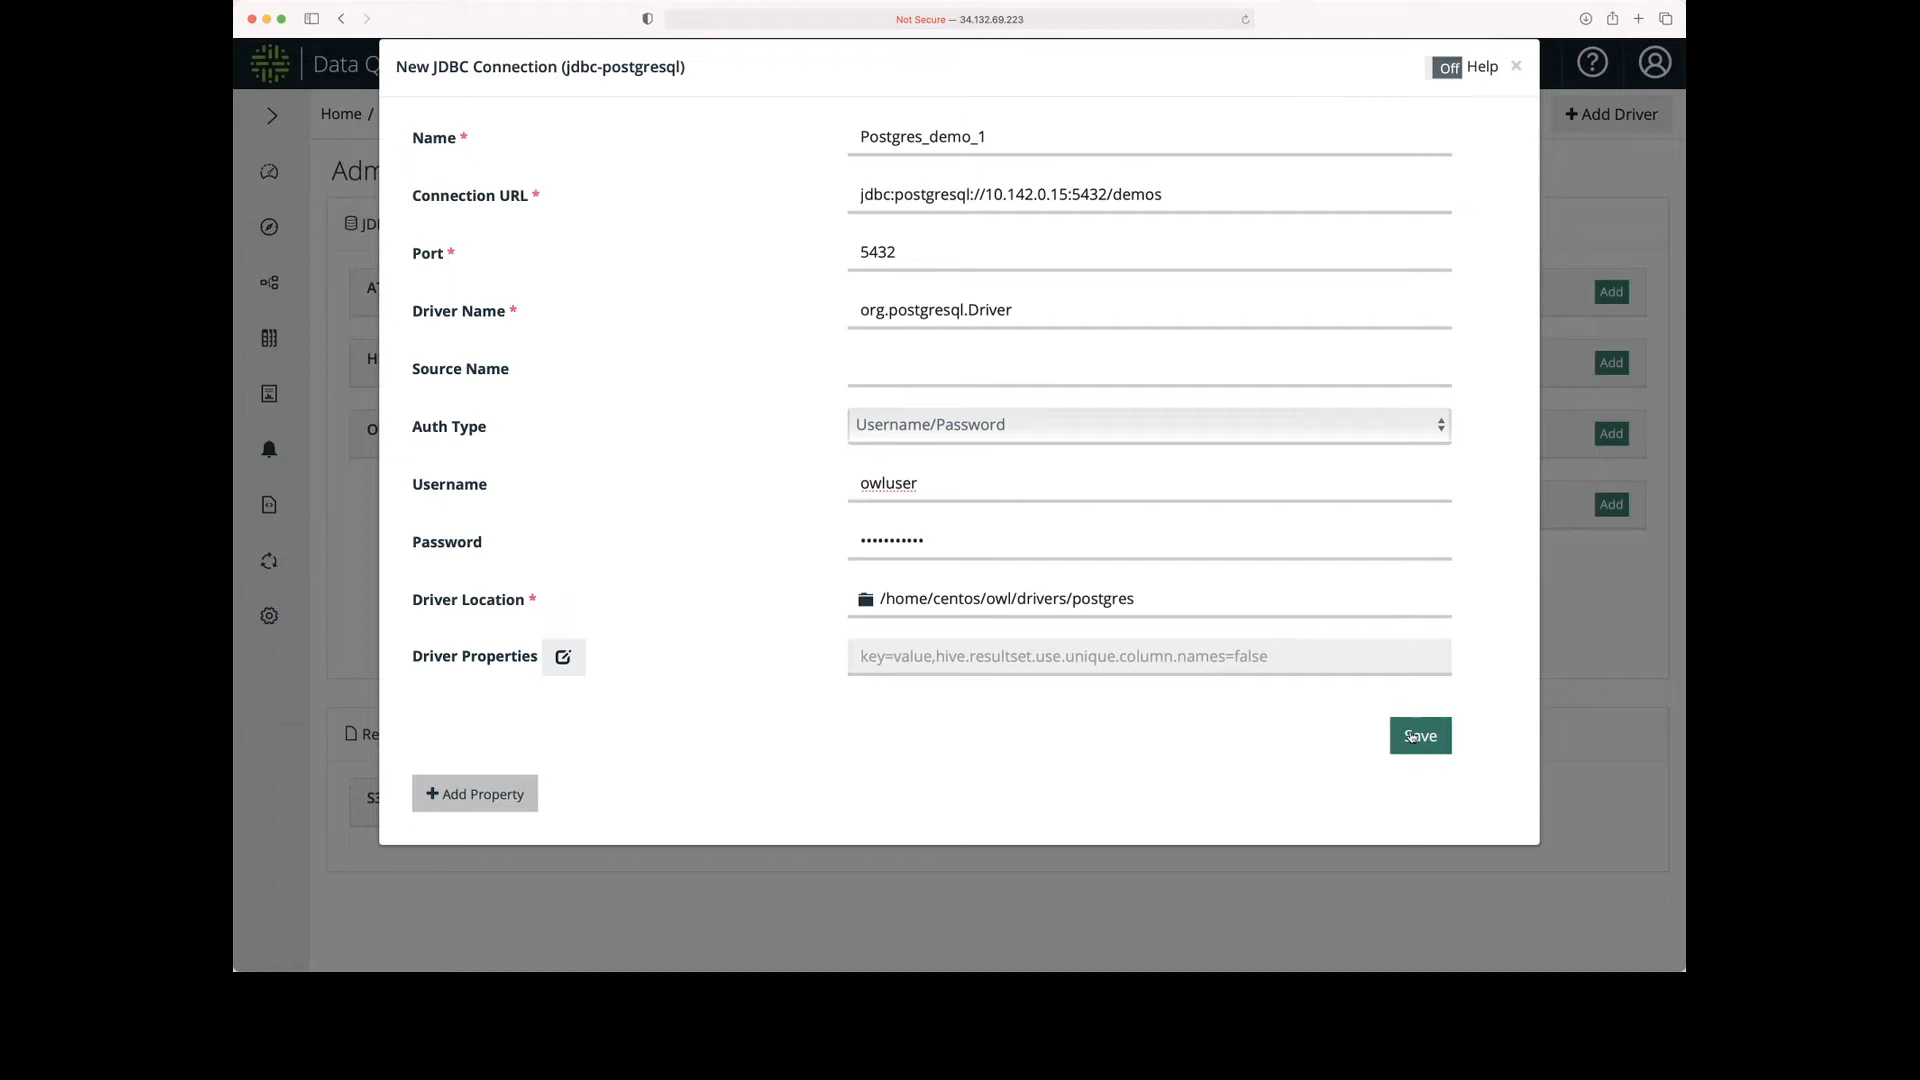 Not Secure — 34.132.69.223
Data Q
New JDBC Connection (jdbc-postgresql)
Off Help ×
Home /
+ Add Driver
Name * Postgres_demo_1
Adm
Connection URL * jdbc:postgresql://10.142.0.15:5432/demos
JD
Port * 5432
Add
Driver Name * org.postgresql.Driver
H
Add
Source Name
Auth Type Username/Password
O
Add
Username owluser
Add
Password •••••••••••
Driver Location * /home/centos/owl/drivers/postgres
Driver Properties key=value,hive.resultset.use.unique.column.names=false
Re
Save
S3
+ Add Property